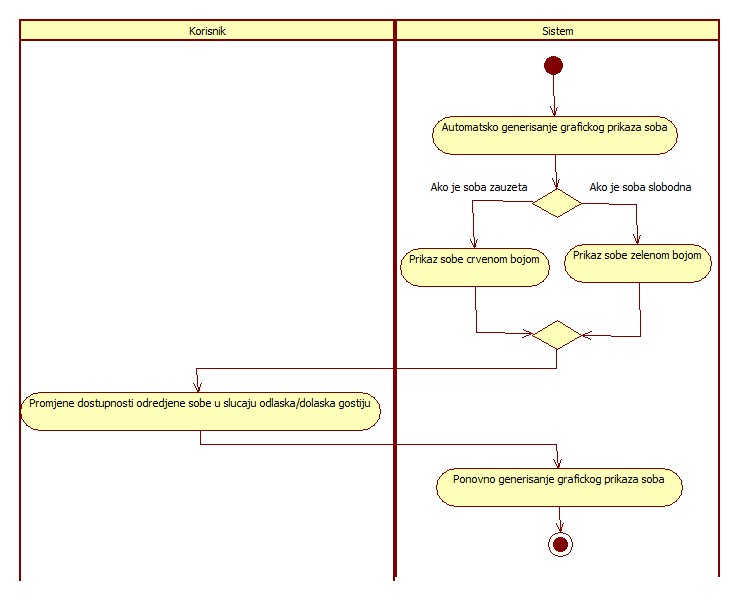 Korisnik
Sistem
Automatsko generisanje grafickog prikaza soba
Ako je soba zauzeta
Ako je soba slobodna
Prikaz sobe crvenom bojom
Prikaz sobe zelenom bojom
Promjene dostupnosti odredjene sobe u slucaju odlaska/dolaska gostiju
Ponovno generisanje grafickog prikaza soba